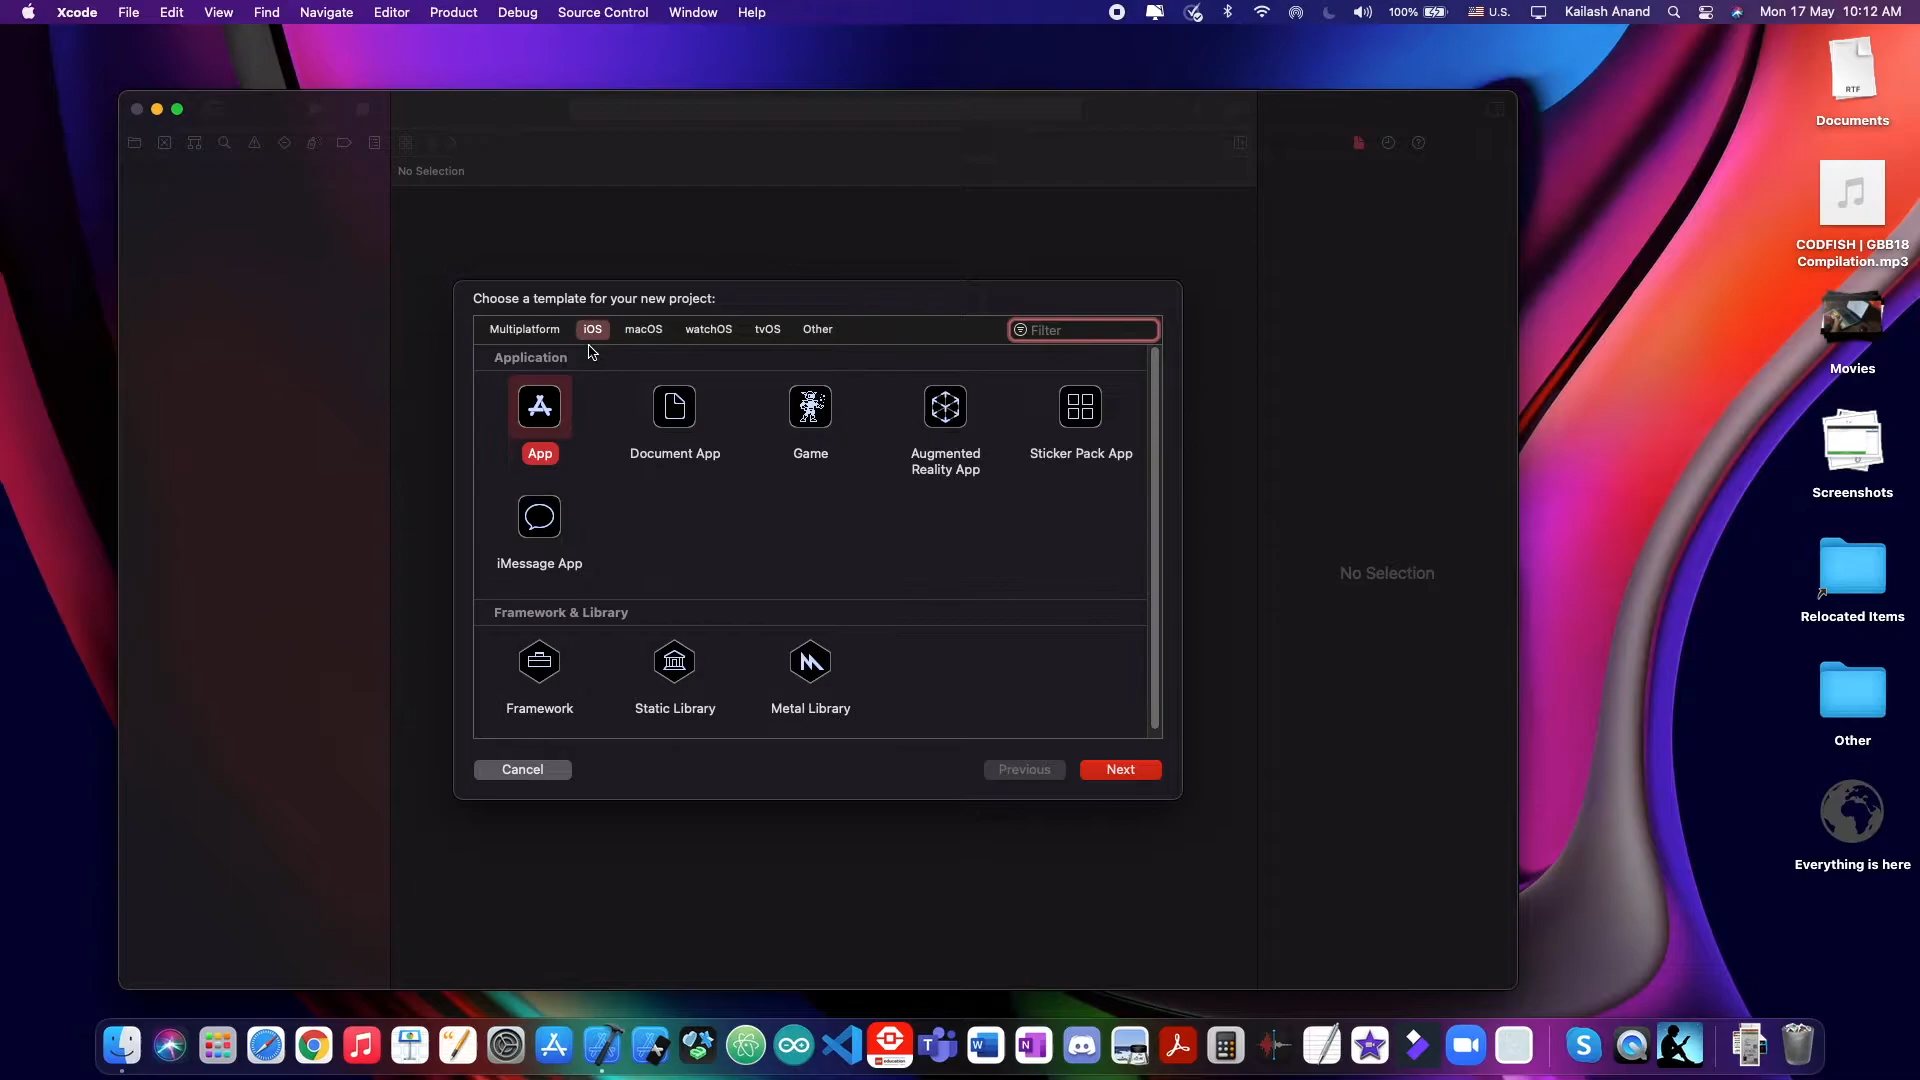 Xcode File Edit View Find Navigate Editor Product Debug Source Control Window Help 100% U.S. Kailash Anand Mon 17 May 10:12 AM
RTF
Documents
No Selection
CODFISH | GBB18
Compilation.mp3
Choose a template for your new project:
Multiplatform iOS macOS watchOS tvOS Other Filter
Application
Movies
App Document App Game Augmented
Reality App Sticker Pack App
Screenshots
iMessage App
No Selection
Framework & Library
Relocated Items
Framework Static Library Metal Library
Other
Cancel Previous Next
Everything is here